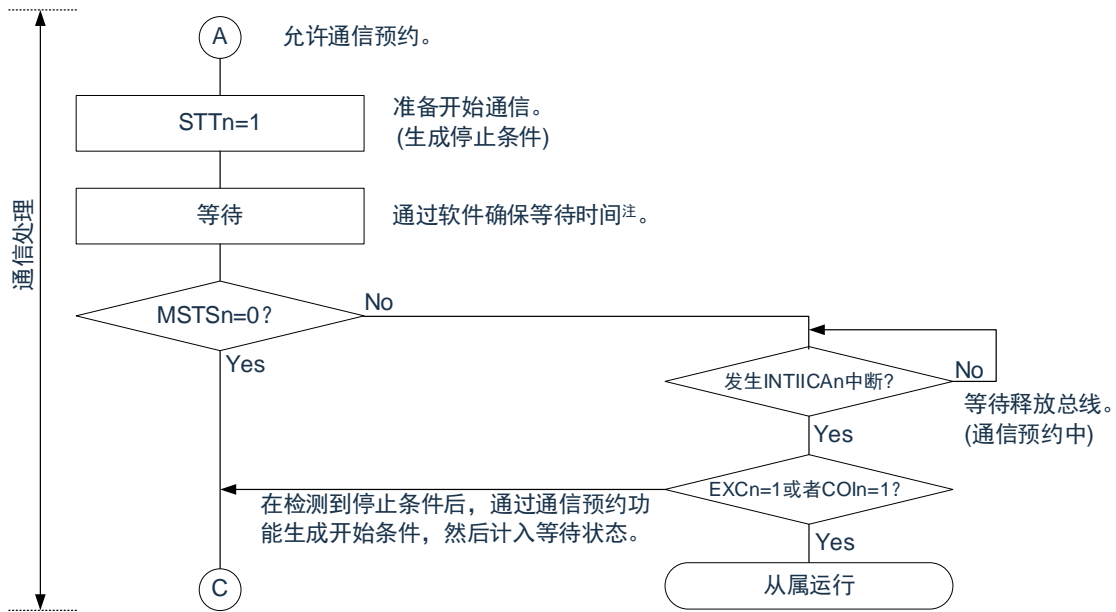 A
允许通信预约。
STTn=1
准备开始通信。
(生成停止条件)
等待
通过软件确保等待时间注。
通信处理
MSTSn=0?
No
Yes
发生INTIICAn中断?
No
等待释放总线。
(通信预约中)
Yes
EXCn=1或者COIn=1?
在检测到停止条件后，通过通信预约功
能生成开始条件，然后计入等待状态。
Yes
C
从属运行